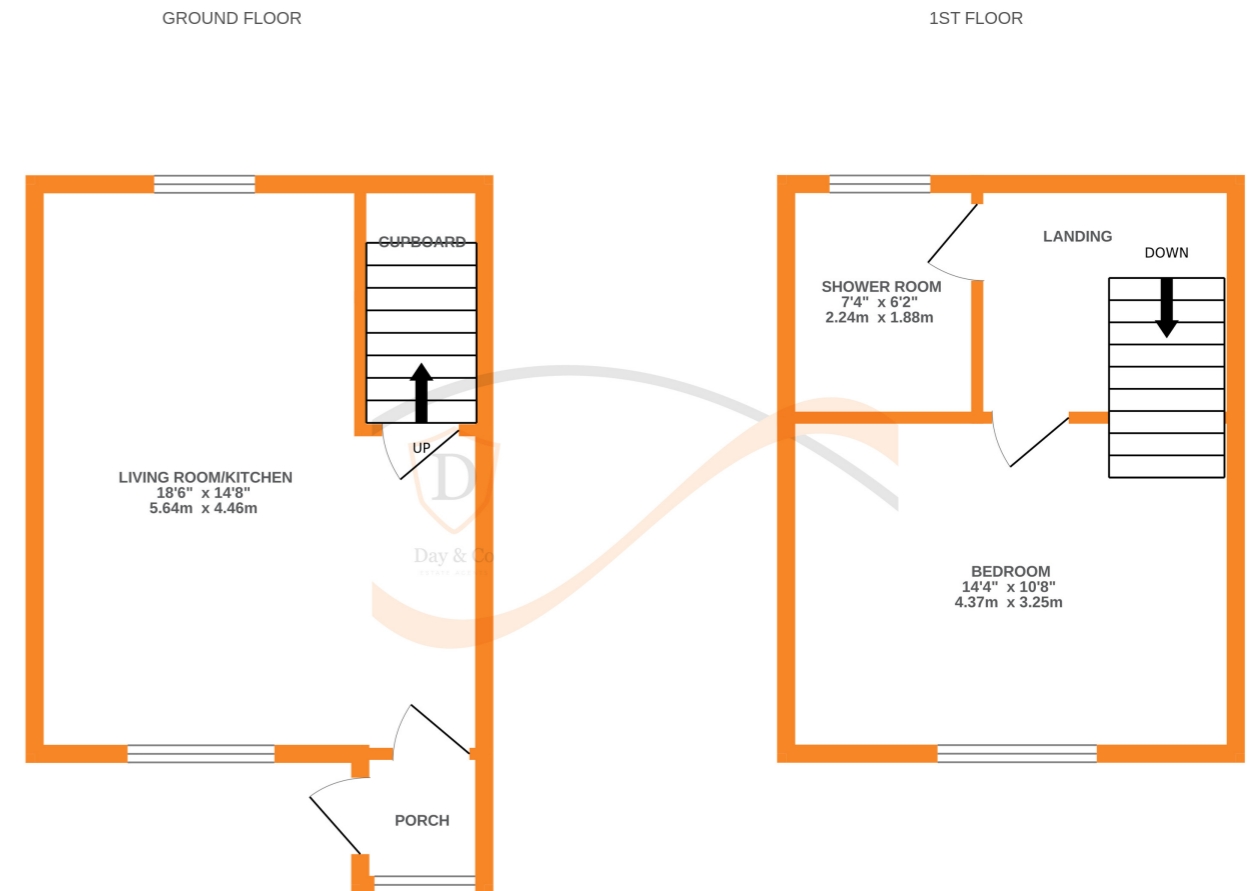 GROUND FLOOR
1ST FLOOR
CUPBOARD
UP
LIVING ROOM/KITCHEN
18'6" x 14'8"
5.64m x 4.46m
PORCH
LANDING
DOWN
SHOWER ROOM
7'4" x 6'2"
2.24m x 1.88m
BEDROOM
14'4" x 10'8"
4.37m x 3.25m
D
Day & Co